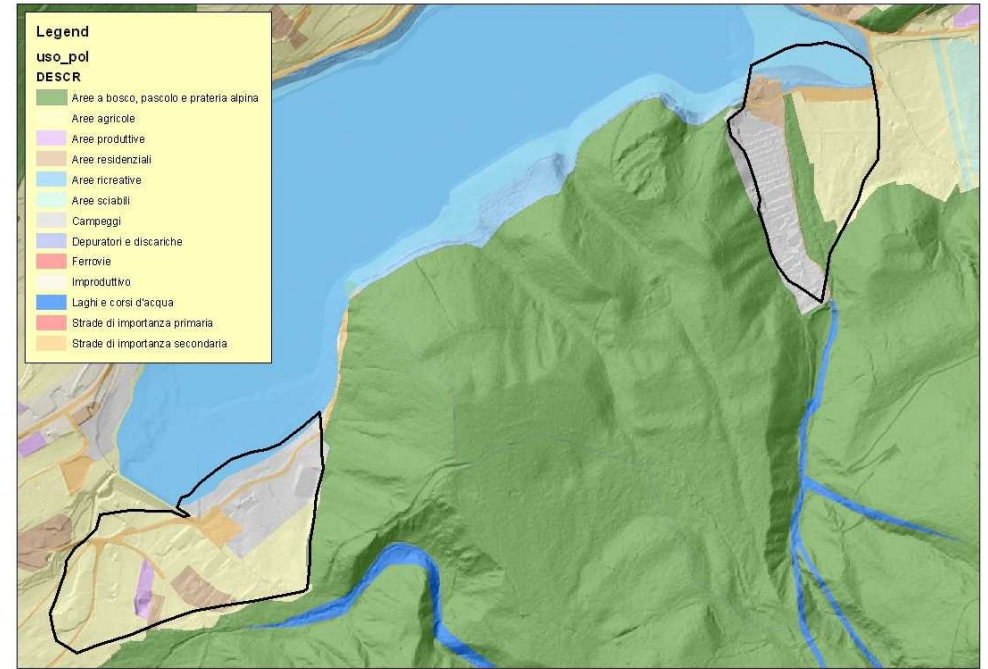 Legend
uso_pol
DESCR
Aree a bosco, pascolo e prateria alpina
Aree agricole
Aree produttive
Aree residenziali
Aree ricreative
Aree sciabili
Campeggi
Depuratori e discariche
Ferrovie
Improduttivo
Laghi e corsi d'acqua
Strade di importanza primaria
Strade di importanza secondaria